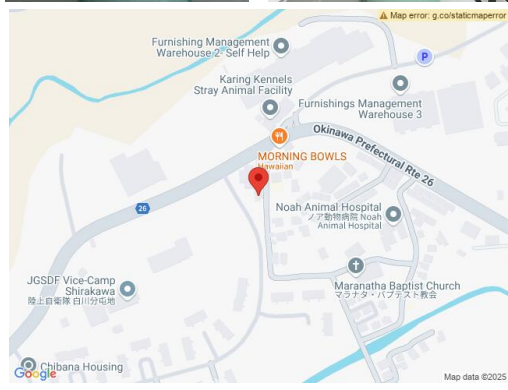 Map error: g.co/staticmaperror
Furnishing Management
Warehouse 2- Self Help
P
Karing Kennels
Stray Animal Facility
Furnishings Management
Warehouse 3
Okinawa Prefectural Rte 26
MORNING BOWLS
Hawaiian
26
Noah Animal Hospital
ノア動物病院 Noah
Animal Hospital
JGSDF Vice-Camp
Shirakawa
陸上自衛隊 白川分屯地
Maranatha Baptist Church
マラナタ・バプテスト教会
Chibana Housing
Google
Map data ©2025